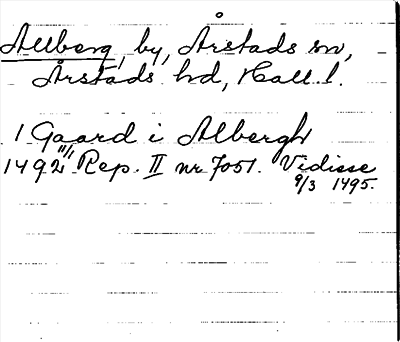 Allberg, by, Årstads sn,
Årstads hd, Hall. l.
1 Gaard i Albergh
1492 11/1 Rep. II nr 7051. Vidisse
9/3 1495.